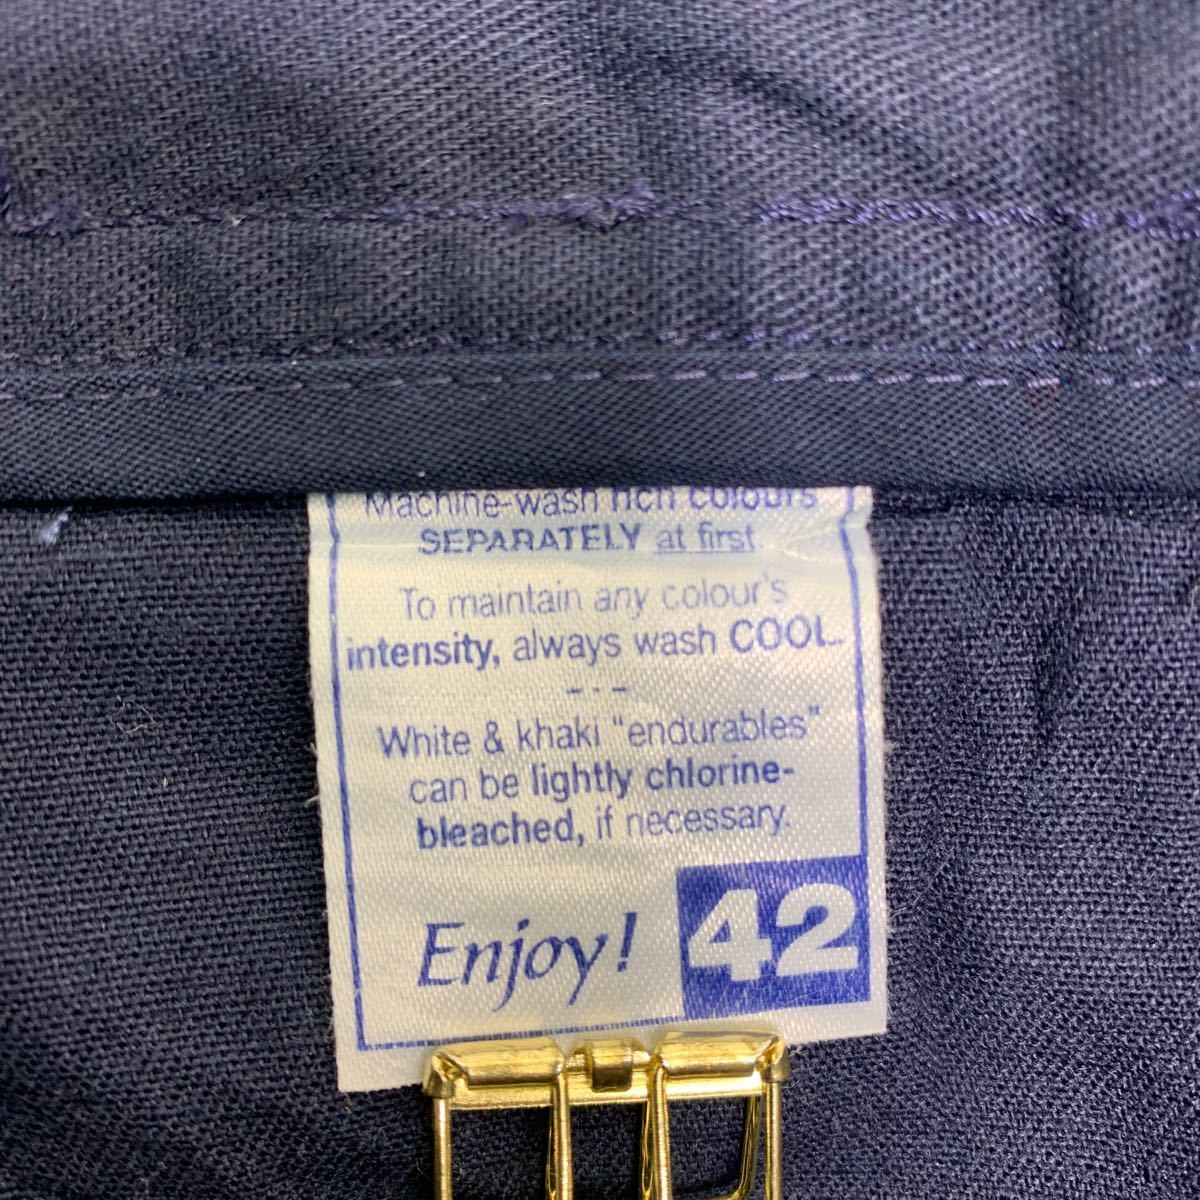 Machine-wash rich colours
SEPARATELY at first
To maintain any colour's
intensity, always wash COOL.
- - -
White & khaki "endurables"
can be lightly chlorine-
bleached, if necessary.
Enjoy! 42